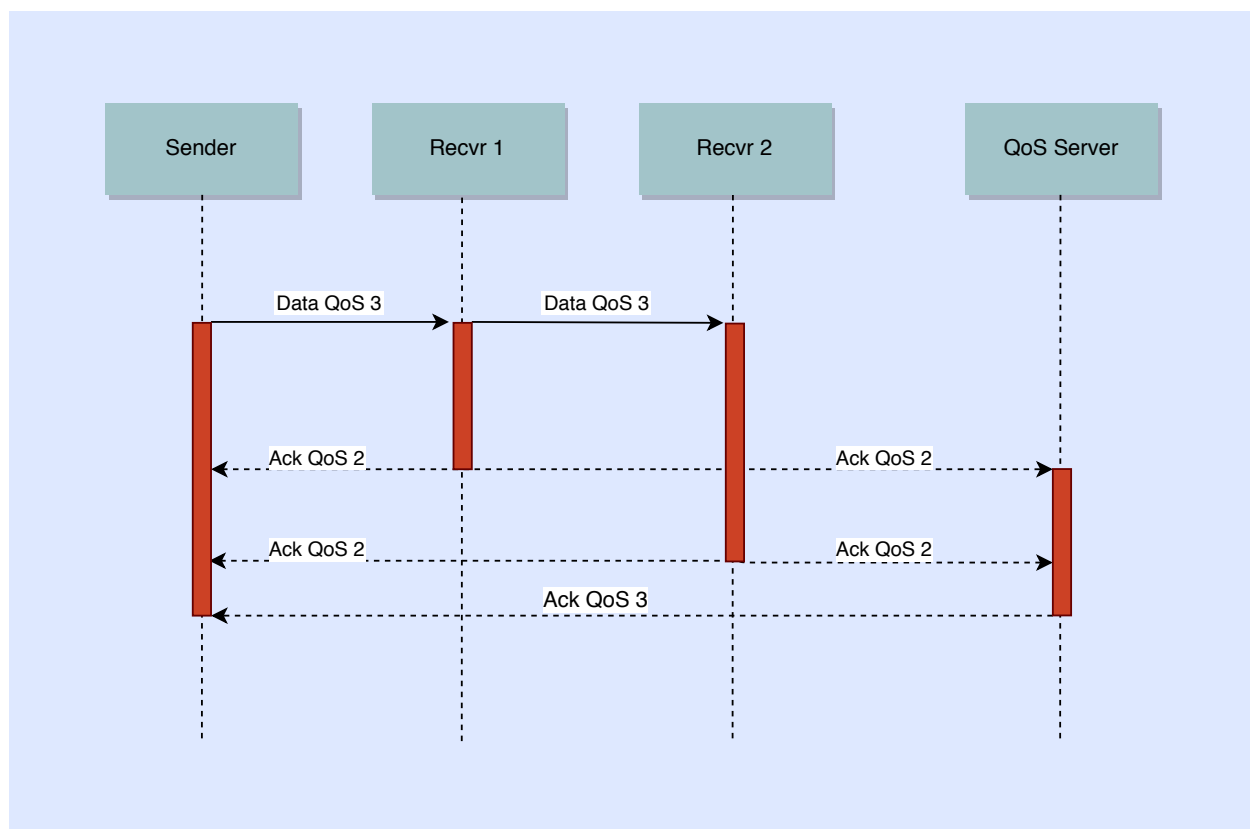 Sender
Recvr 1
Recvr 2
QoS Server
Data QoS 3
Data QoS 3
Ack QoS 2
Ack QoS 2
Ack QoS 2
Ack QoS 2
Ack QoS 3